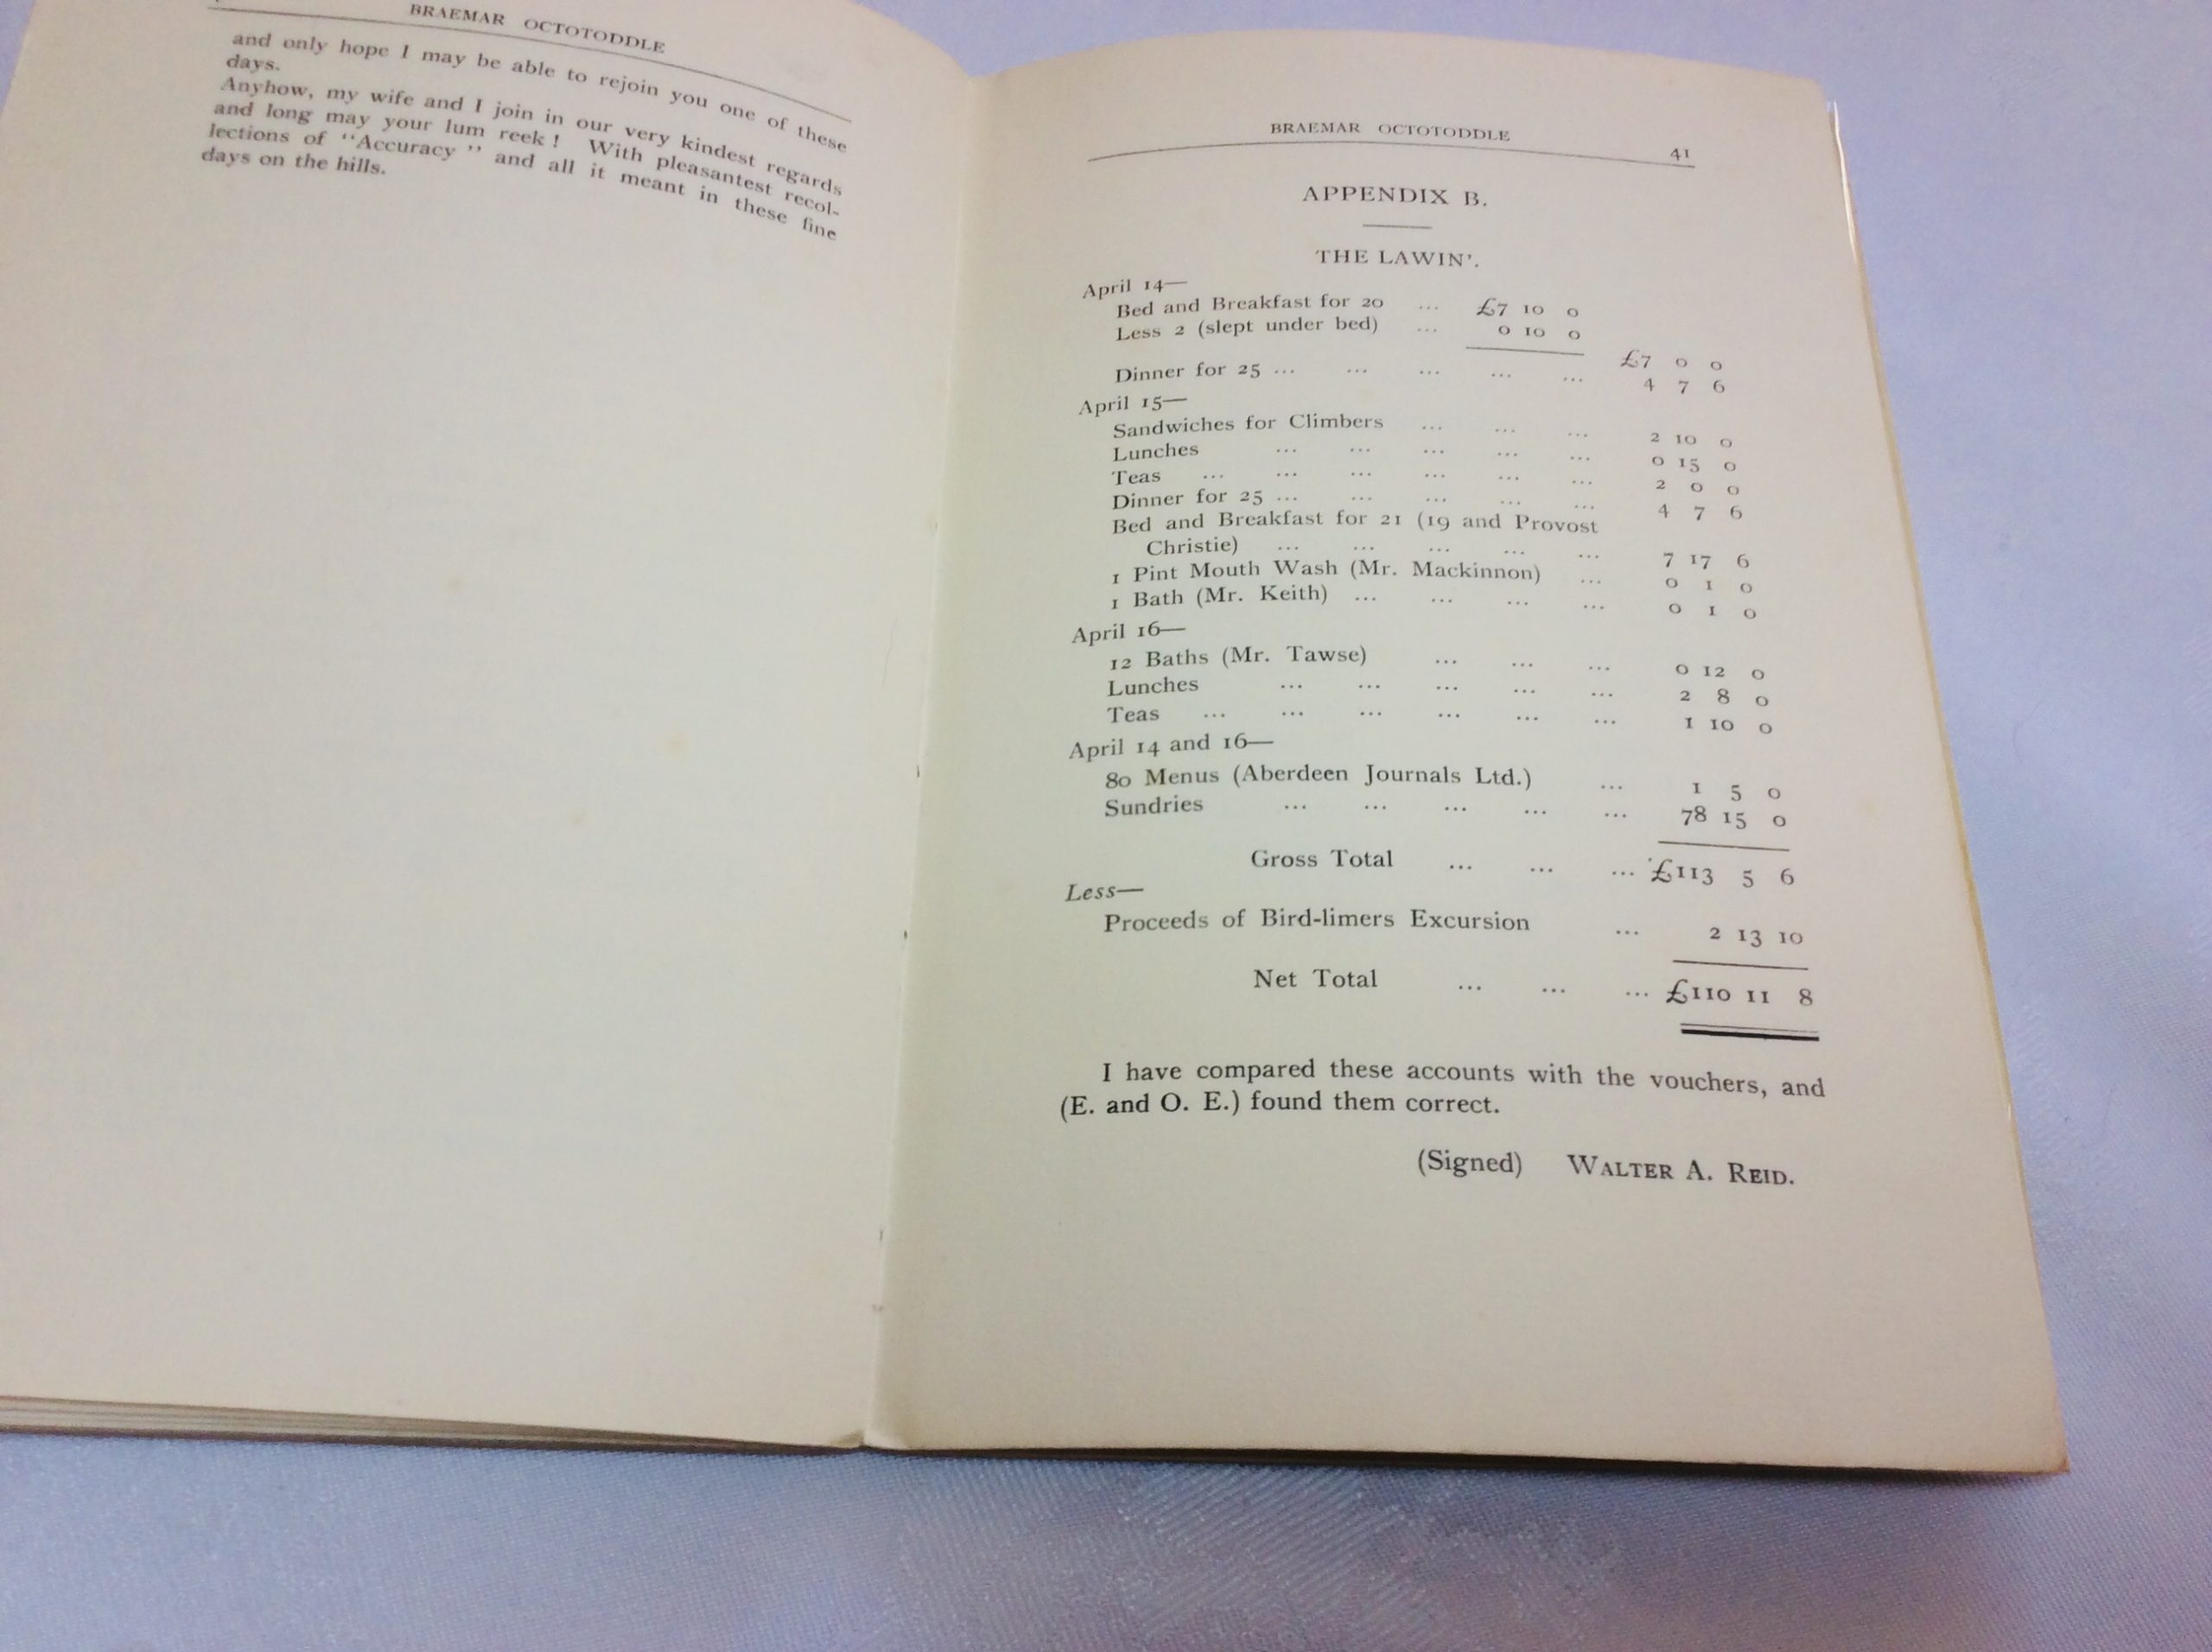 BRAEMAR OCTOTODDLE
and only hope I may be able to rejoin you one of these
days.
Anyhow, my wife and I join in our very kindest regards
and long may your lum reek ! With pleasantest recol-
lections of "Accuracy" and all it meant in these fine
days on the hills.
BRAEMAR OCTOTODDLE 41
APPENDIX B.
THE LAWIN'.
April 14—
Bed and Breakfast for 20 ... £7 10 0
Less 2 (slept under bed) ... 0 10 0
£7 0 0
Dinner for 25 ... ... ... ... ... 4 7 6
April 15—
Sandwiches for Climbers ... ... ... 2 10 0
Lunches ... ... ... ... ... 0 15 0
Teas ... ... ... ... ... ... 2 0 0
Dinner for 25 ... ... ... ... ... 4 7 6
Bed and Breakfast for 21 (19 and Provost
Christie) ... ... ... ... ... 7 17 6
1 Pint Mouth Wash (Mr. Mackinnon) ... 0 1 0
1 Bath (Mr. Keith) ... ... ... ... 0 1 0
April 16—
12 Baths (Mr. Tawse) ... ... ... 0 12 0
Lunches ... ... ... ... ... 2 8 0
Teas ... ... ... ... ... ... 1 10 0
April 14 and 16—
80 Menus (Aberdeen Journals Ltd.) ... 1 5 0
Sundries ... ... ... ... ... 78 15 0
Gross Total ... ... ... £113 5 6
Less—
Proceeds of Bird-limers Excursion ... 2 13 10
Net Total ... ... ... £110 11 8
I have compared these accounts with the vouchers, and
(E. and O. E.) found them correct.
(Signed) WALTER A. REID.